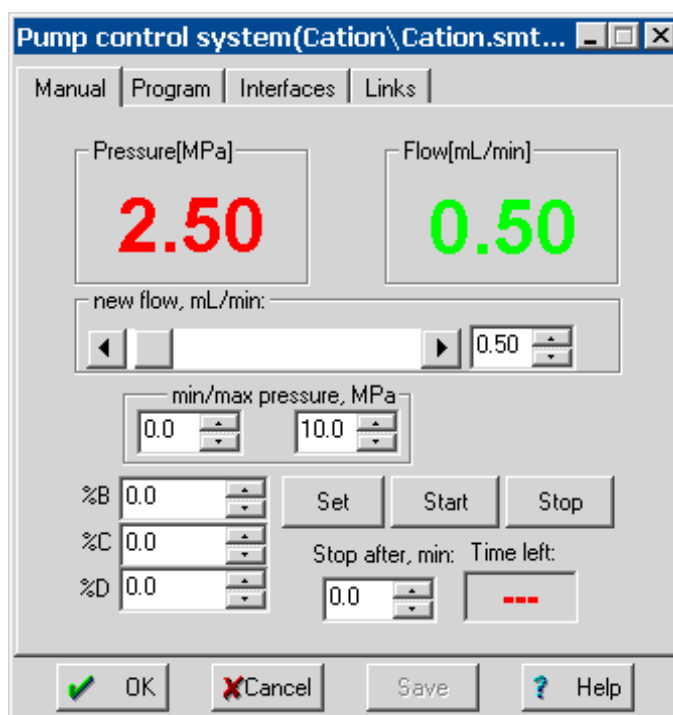 Pump control system(Cation\Cation.smt...
Manual Program Interfaces Links
Pressure[MPa] Flow[mL/min]
2.50 0.50
new flow, mL/min:
0.50
min/max pressure, MPa
0.0 10.0
%B 0.0 Set Start Stop
%C 0.0 Stop after, min: Time left:
%D 0.0 0.0 ---
OK Cancel Save ? Help